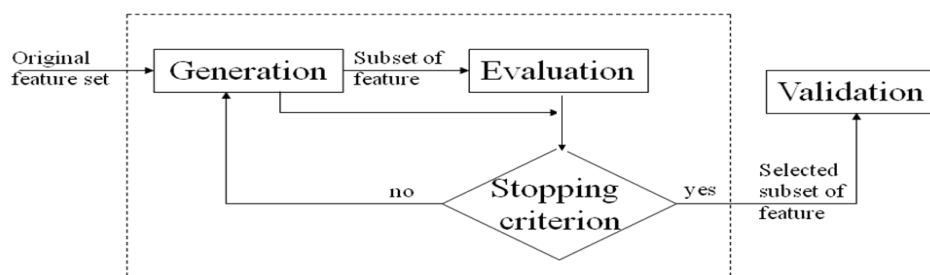 Original
feature set
Generation
Subset of
feature
Evaluation
Validation
Stopping
criterion
no
yes
Selected
subset of
feature